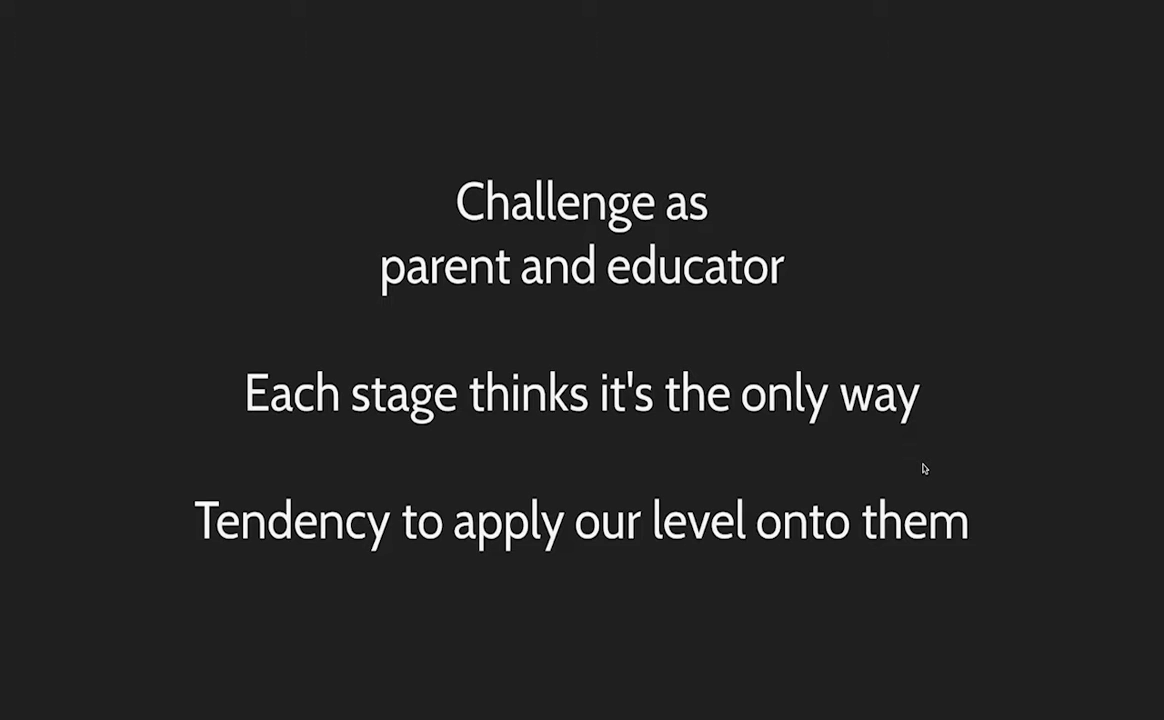 Challenge as
parent and educator
Each stage thinks it's the only way
Tendency to apply our level onto them